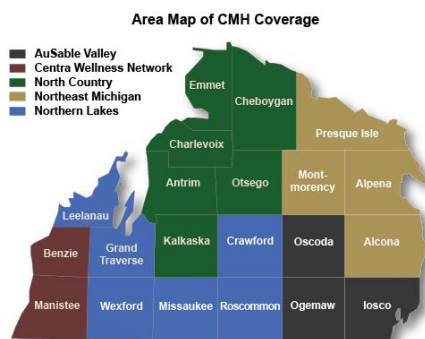 Area Map of CMH Coverage
AuSable Valley
Centra Wellness Network
North Country
Northeast Michigan
Northern Lakes
Emmet
Cheboygan
Presque Isle
Charlevoix
Antrim
Otsego
Mont-
morency
Alpena
Leelanau
Benzie
Grand
Traverse
Kalkaska
Crawford
Oscoda
Alcona
Manistee
Wexford
Missaukee
Roscommon
Ogemaw
Iosco